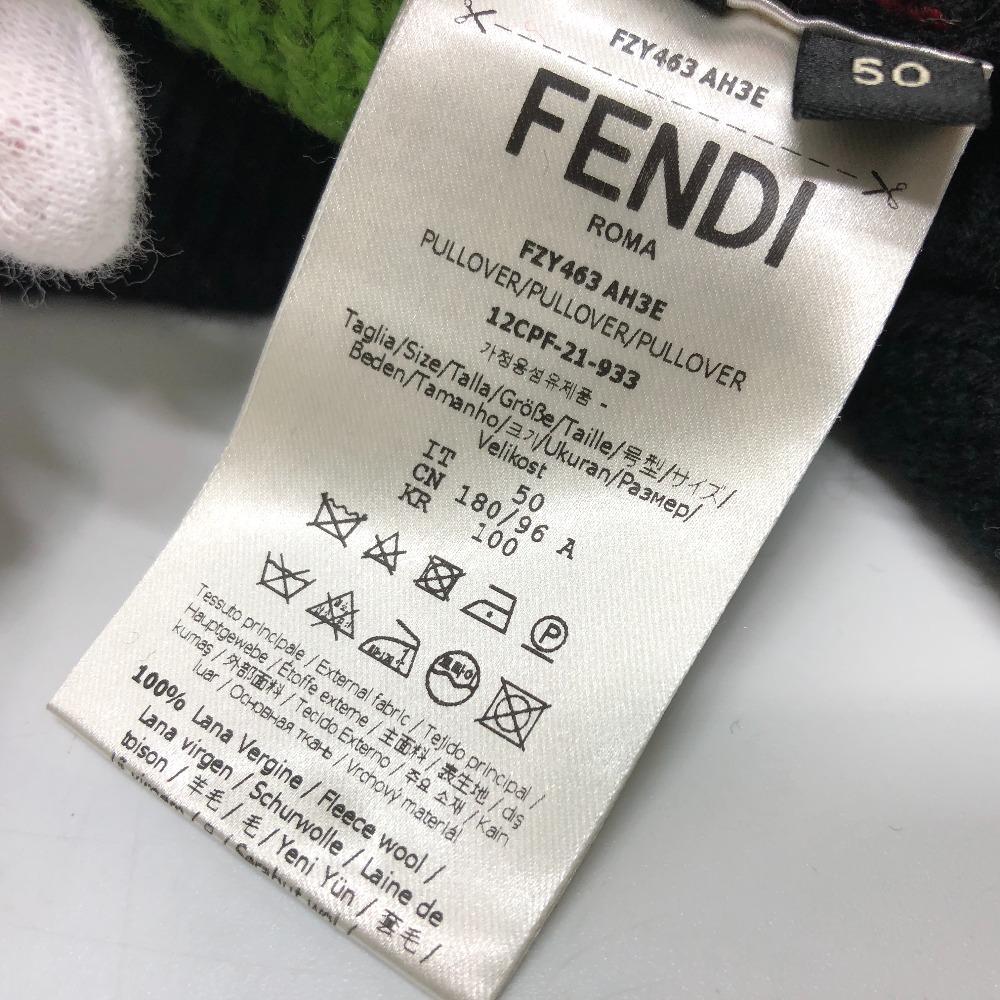 FZY463 AH3E
50
FENDI
ROMA
FZY463 AH3E
PULLOVER/PULLOVER/PULLOVER
12CPF-21-933
가정용섬유제품 -
Taglia/Size/Talla/Größe/Taille/号型/サイズ/
Beden/Tamanho/크기/Ukuran/Размер/
Velikost
IT 50
CN 180/96 A
KR 100
P
드라이
Tessuto principale / External fabric / Tejido principal /
Hauptgewebe / Étoffe externe / 主面料 / 表生地 / dış
kumaş / 外部面料 / Tecido Externo / 주요 소재 / Kain
luar / Основная ткань / Vrchový materiál
100% Lana Vergine / Fleece wool /
Lana virgen / Schurwolle / Laine de
toison / 羊毛 / 毛 / Yeni Yün /